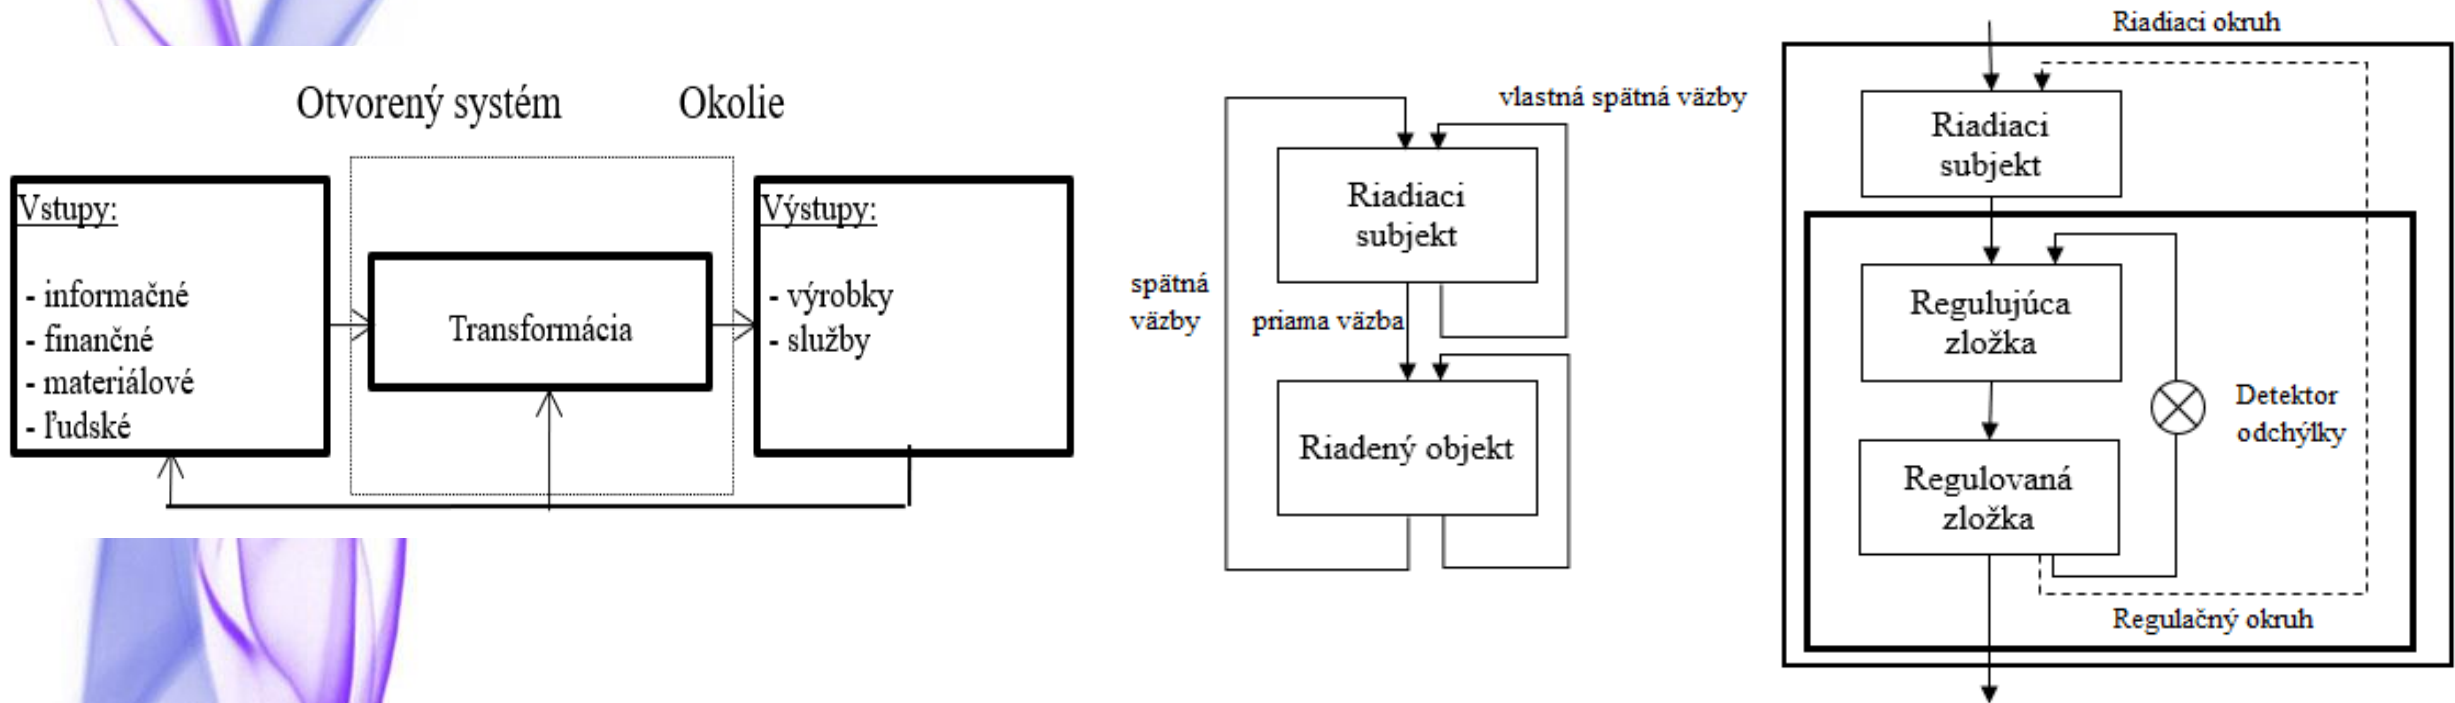 Otvorený systém
Okolie
Vstupy:
- informačné
- finančné
- materiálové
- ľudské
Transformácia
Výstupy:
- výrobky
- služby
vlastná spätná väzby
Riadiaci
subjekt
spätná
väzby
priama väzba
Riadený objekt
Riadiaci okruh
Riadiaci
subjekt
Regulujúca
zložka
Detektor
odchýlky
Regulovaná
zložka
Regulačný okruh